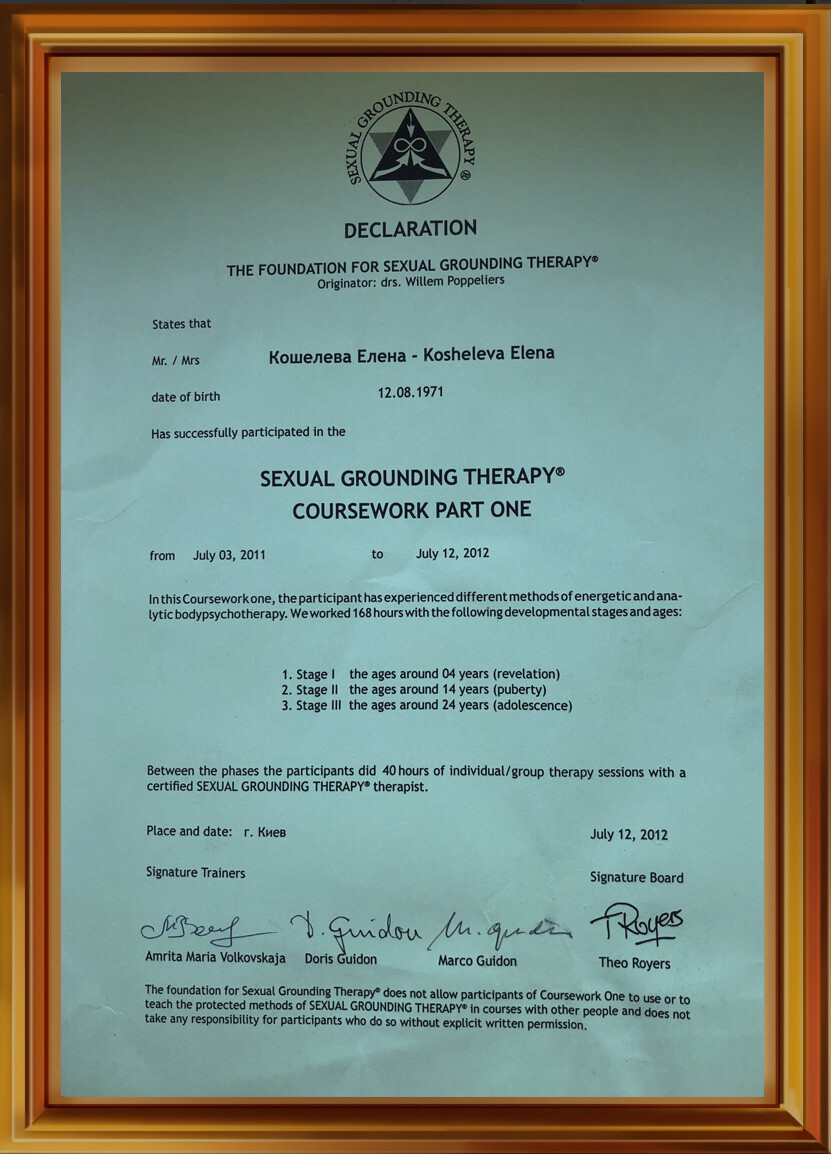 SEXUAL GROUNDING THERAPY ®
DECLARATION
THE FOUNDATION FOR SEXUAL GROUNDING THERAPY®
Originator: drs. Willem Poppeliers
States that
Mr. / Mrs Кошелева Елена - Kosheleva Elena
date of birth 12.08.1971
Has successfully participated in the
SEXUAL GROUNDING THERAPY®
COURSEWORK PART ONE
from July 03, 2011 to July 12, 2012
In this Coursework one, the participant has experienced different methods of energetic and ana-
lytic bodypsychotherapy. We worked 168 hours with the following developmental stages and ages:
1. Stage I the ages around 04 years (revelation)
2. Stage II the ages around 14 years (puberty)
3. Stage III the ages around 24 years (adolescence)
Between the phases the participants did 40 hours of individual/group therapy sessions with a
certified SEXUAL GROUNDING THERAPY® therapist.
Place and date: г. Киев July 12, 2012
Signature Trainers Signature Board
D. Guidon M. Guidon TRoyers
Amrita Maria Volkovskaja Doris Guidon Marco Guidon Theo Royers
The foundation for Sexual Grounding Therapy® does not allow participants of Coursework One to use or to
teach the protected methods of SEXUAL GROUNDING THERAPY® in courses with other people and does not
take any responsibility for participants who do so without explicit written permission.